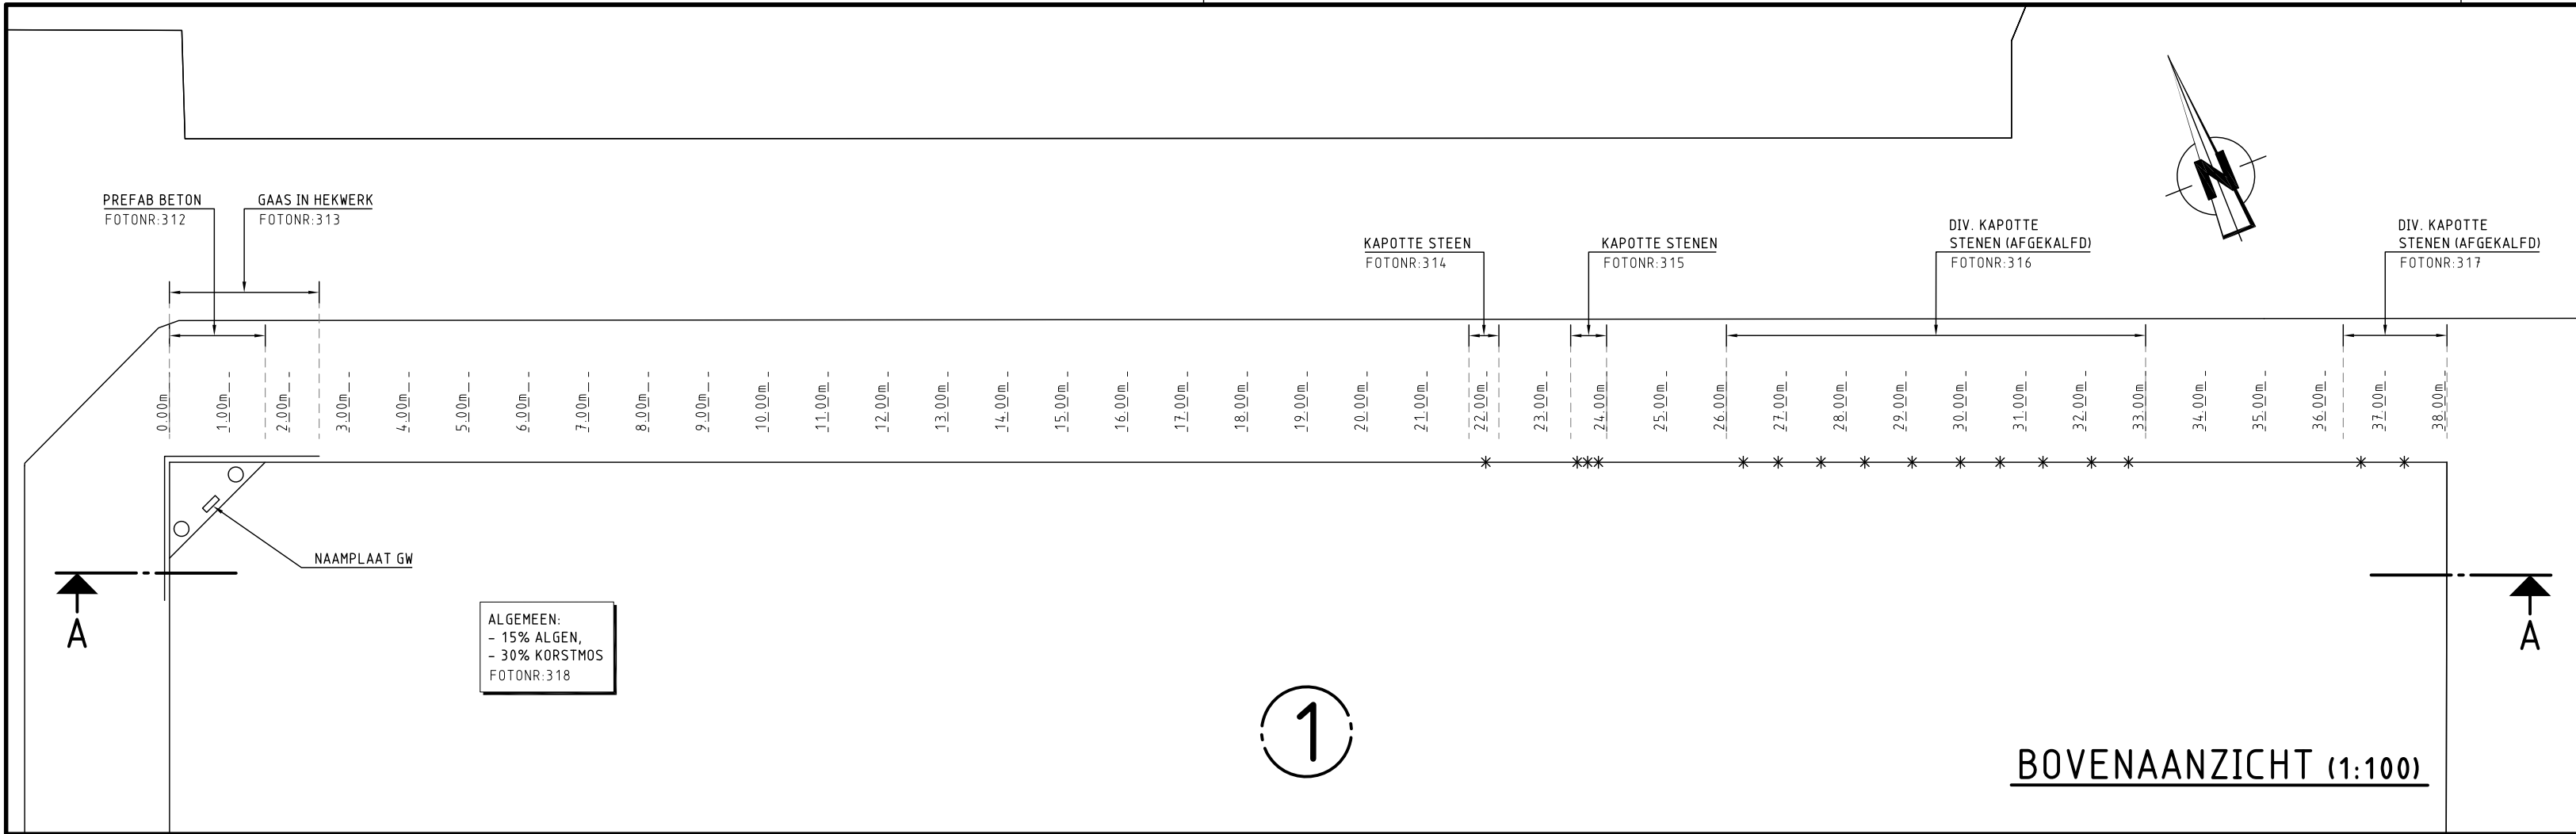 PREFAB BETON
FOTONR:312
GAAS IN HEKWERK
FOTONR:313
KAPOTTE STEEN
FOTONR:314
KAPOTTE STENEN
FOTONR:315
DIV. KAPOTTE
STENEN (AFGEKALFD)
FOTONR:316
N
DIV. KAPOTTE
STENEN (AFGEKALFD)
FOTONR:317
0.00m
1.00m
2.00m
3.00m
4.00m
5.00m
6.00m
7.00m
8.00m
9.00m
10.00m
11.00m
12.00m
13.00m
14.00m
15.00m
16.00m
17.00m
18.00m
19.00m
20.00m
21.00m
22.00m
23.00m
24.00m
25.00m
26.00m
27.00m
28.00m
29.00m
30.00m
31.00m
32.00m
33.00m
34.00m
35.00m
36.00m
37.00m
38.00m
NAAMPLAAT GW
A
A
ALGEMEEN:
- 15% ALGEN,
- 30% KORSTMOS
FOTONR:318
1
BOVENAANZICHT (1:100)